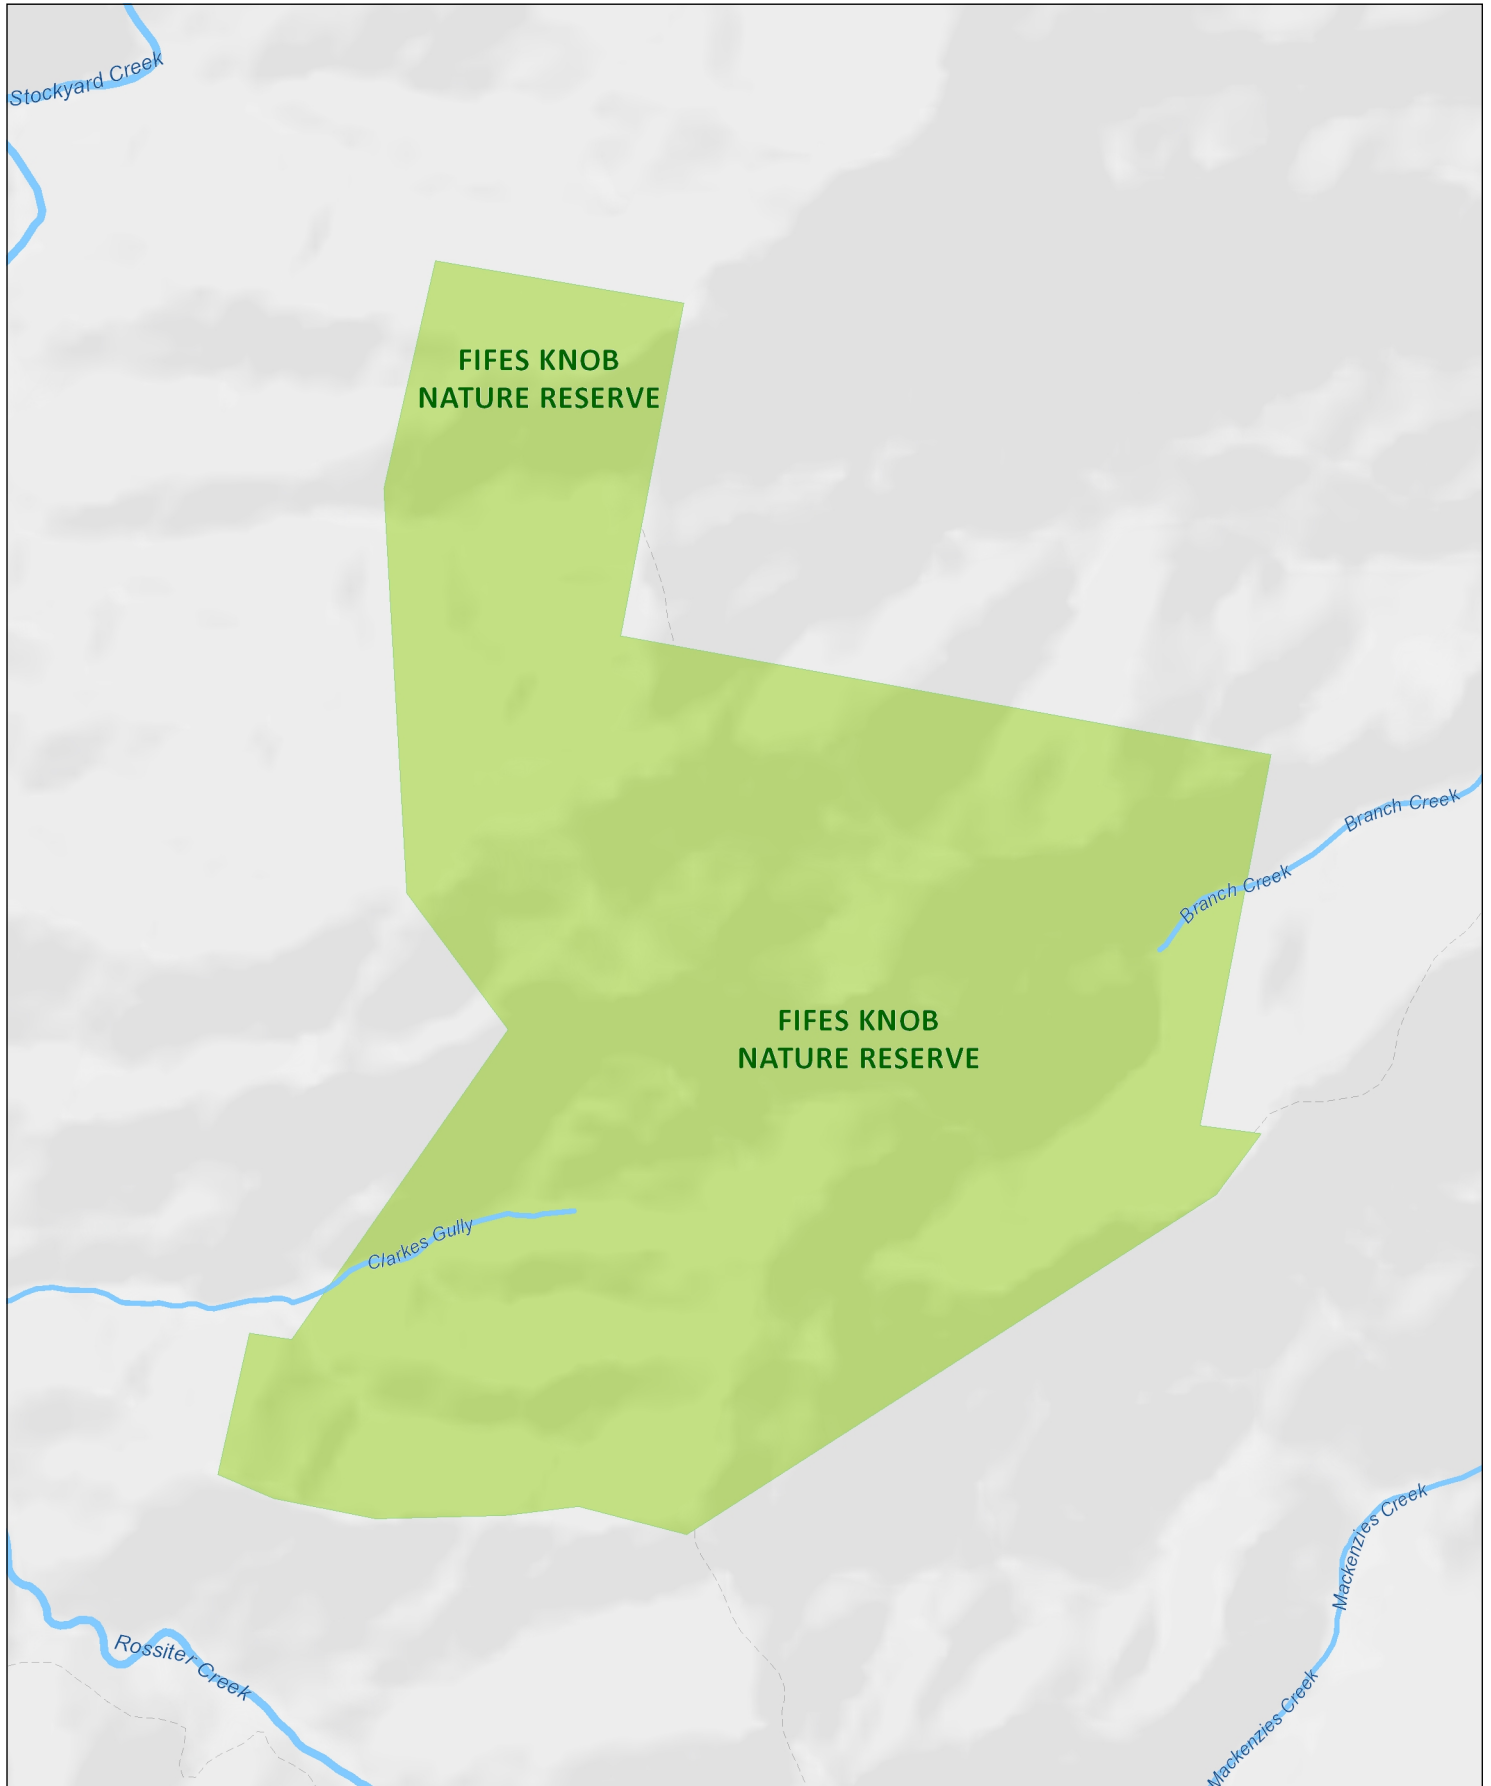 Stockyard Creek
FIFES KNOB
NATURE RESERVE
Branch Creek
Branch Creek
FIFES KNOB
NATURE RESERVE
Clarkes Gully
Mackenzies Creek
Rossiter Creek
Mackenzies Creek